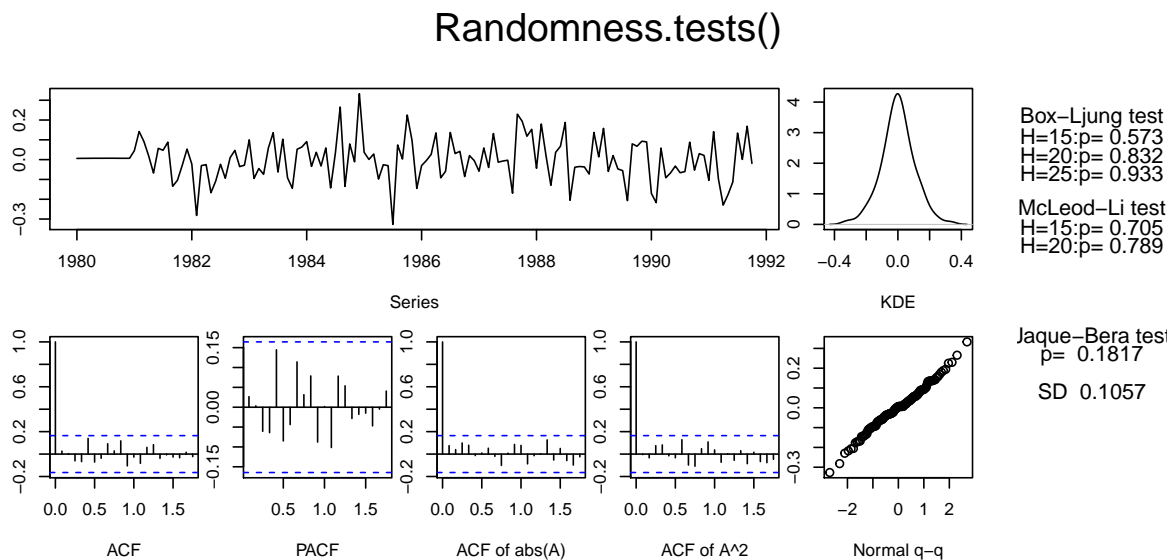 Randomness.tests()
−0.3 0.0 0.2
1980 1982 1984 1986 1988 1990 1992
Series
0 1 2 3 4
−0.4 0.0 0.4
KDE
Box−Ljung test
H=15:p= 0.573
H=20:p= 0.832
H=25:p= 0.933
McLeod−Li test
H=15:p= 0.705
H=20:p= 0.789
−0.2 0.2 0.6 1.0
0.0 0.5 1.0 1.5
ACF
−0.15 0.00 0.15
0.5 1.0 1.5
PACF
−0.2 0.2 0.6 1.0
0.0 0.5 1.0 1.5
ACF of abs(A)
−0.2 0.2 0.6 1.0
0.0 0.5 1.0 1.5
ACF of A^2
−0.3 0.0 0.2
−2 0 1 2
Normal q−q
Jaque−Bera test
p= 0.1817
SD 0.1057